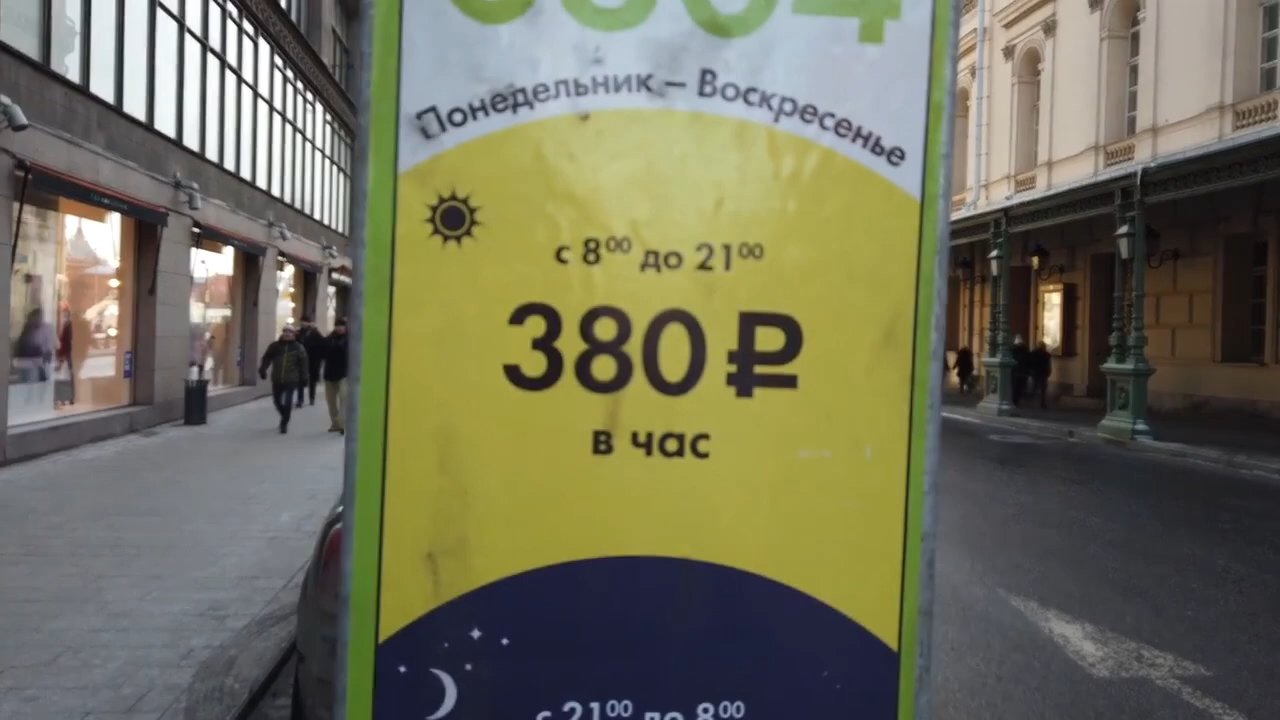 Понедельник – Воскресенье
с 8⁰⁰ до 21⁰⁰
380 ₽
в час
с 21⁰⁰ до 8⁰⁰